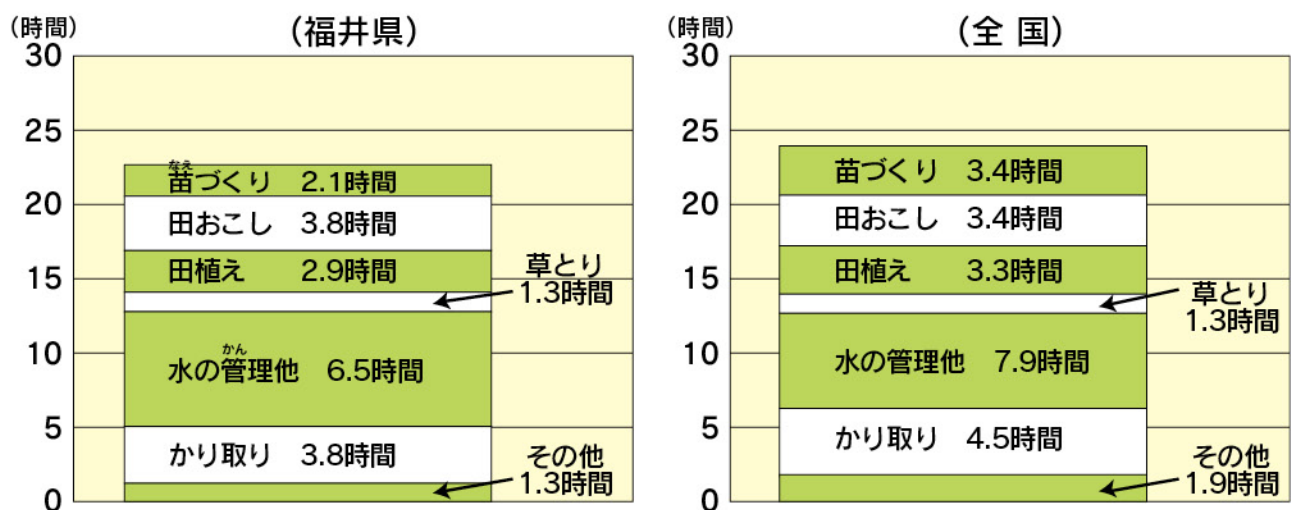 (時間)
(福井県)
30
25
20
15
10
5
0
なえ
苗づくり 2.1時間
田おこし 3.8時間
田植え 2.9時間
草とり
1.3時間
かん
水の管理他 6.5時間
かり取り 3.8時間
その他
1.3時間
(時間)
(全 国)
30
25
20
15
10
5
0
苗づくり 3.4時間
田おこし 3.4時間
田植え 3.3時間
草とり
1.3時間
水の管理他 7.9時間
かり取り 4.5時間
その他
1.9時間